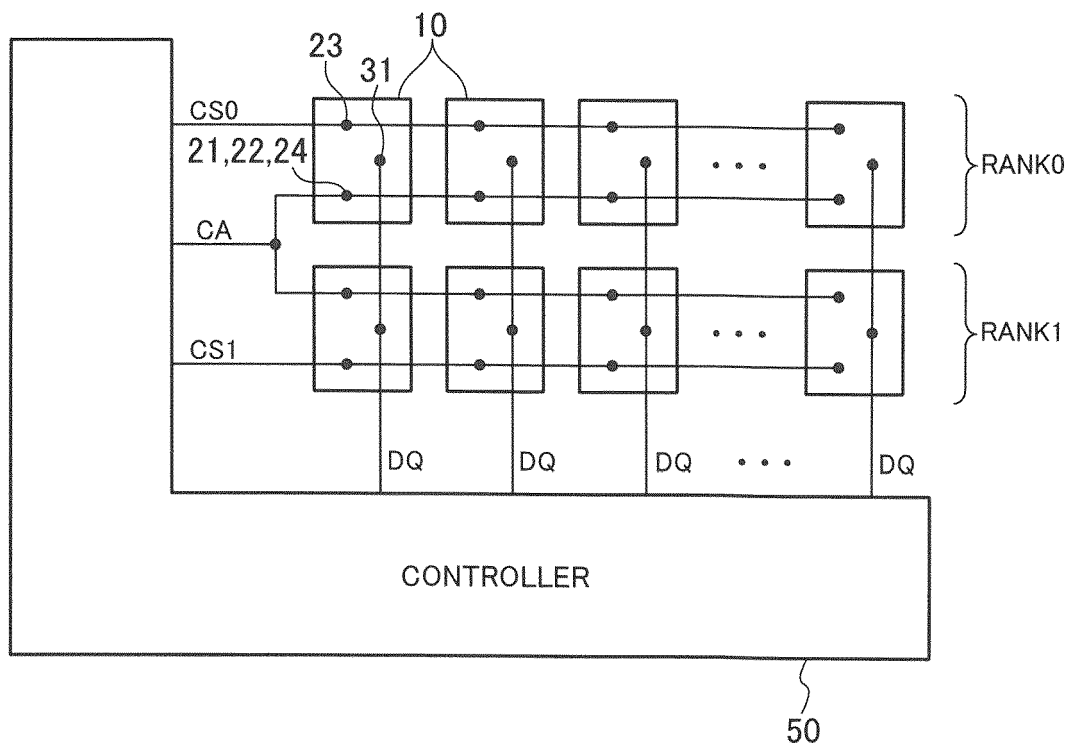 10
23
31
CS0
21,22,24
RANK0
CA
CS1
RANK1
DQ
DQ
DQ
DQ
CONTROLLER
50